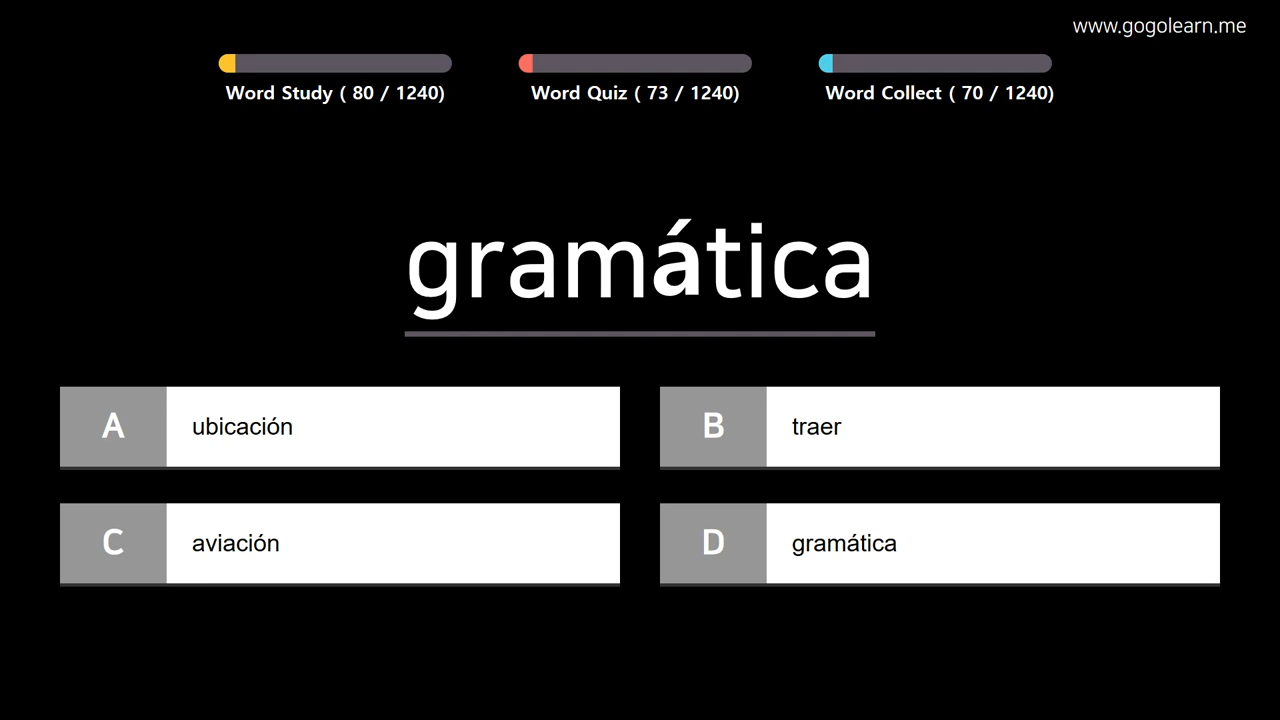 www.gogolearn.me
Word Study ( 80 / 1240)
Word Quiz ( 73 / 1240)
Word Collect ( 70 / 1240)
gramática
A ubicación
B traer
C aviación
D gramática